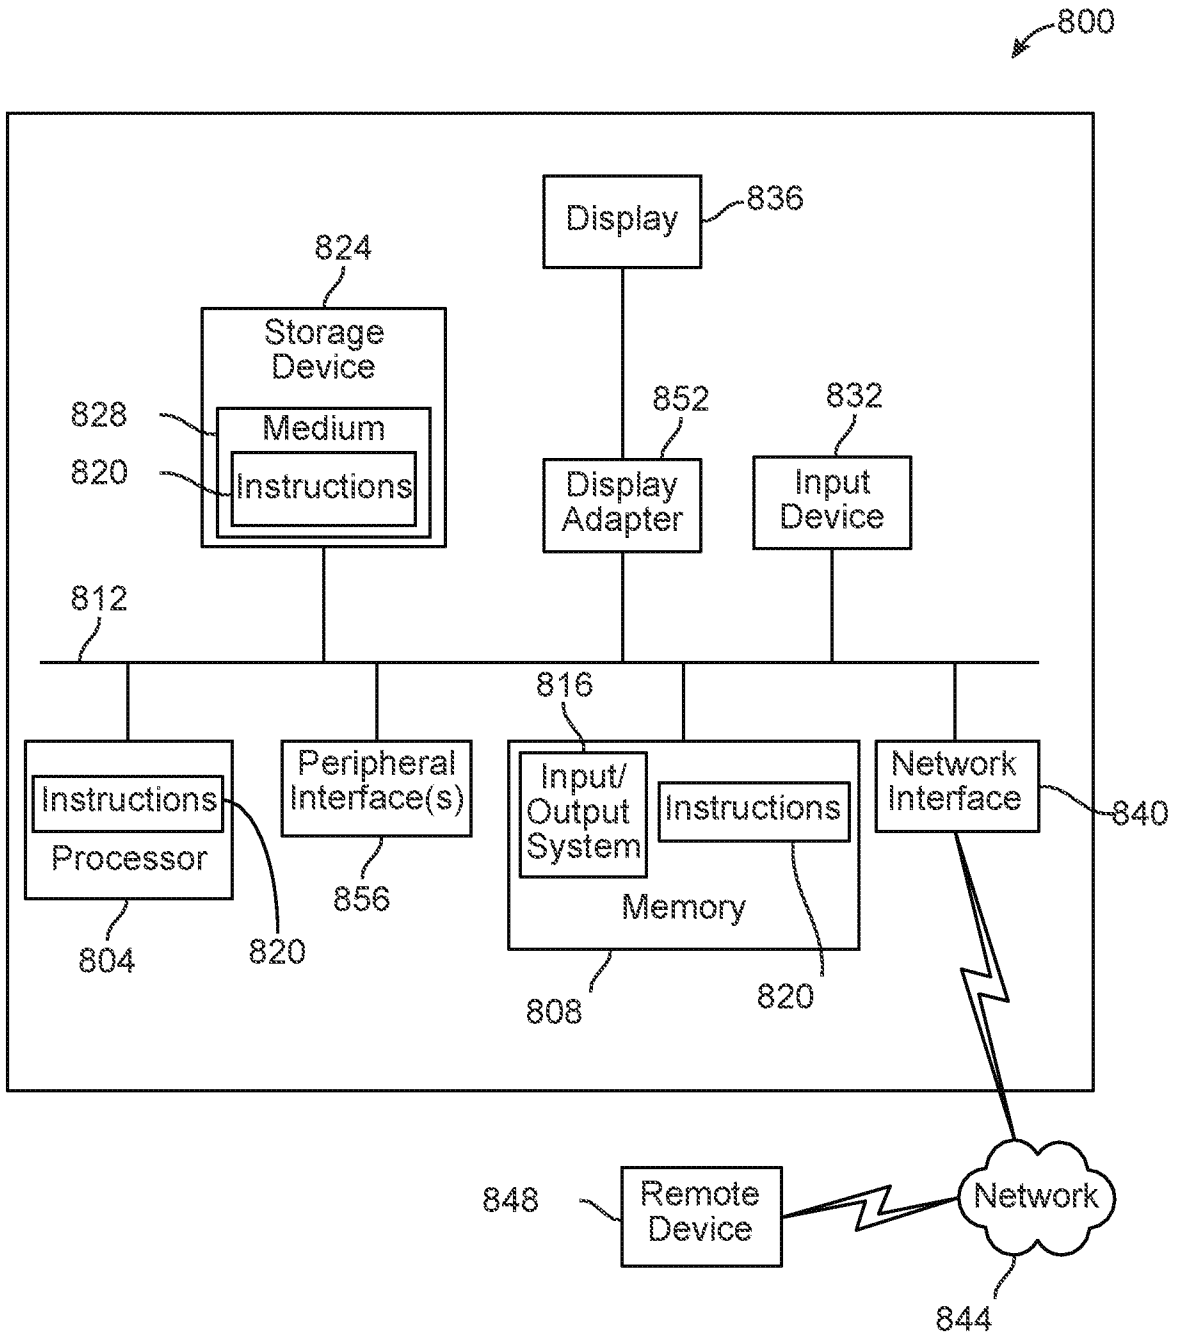 800
Display
836
824
Storage
Device
828
Medium
820
Instructions
852
Display
Adapter
832
Input
Device
812
Instructions
Processor
804
820
Peripheral
Interface(s)
856
816
Input/
Output
System
Instructions
Memory
808
820
Network
Interface
840
848
Remote
Device
Network
844